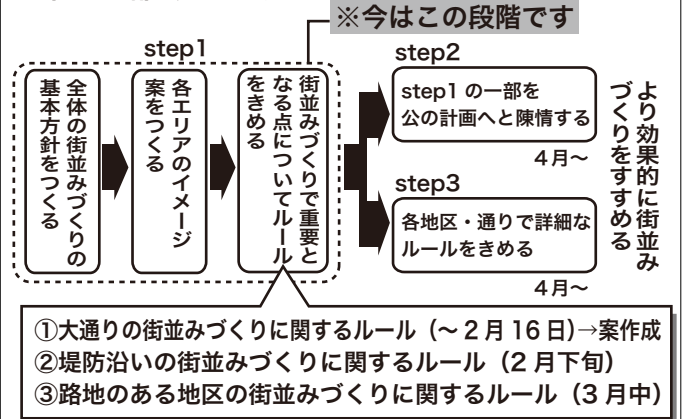 ※今はこの段階です
step1
全体の街並みづくりの
基本方針をつくる
各エリアのイメージ
案をつくる
街並みづくりで重要と
なる点についてルール
をきめる
step2
step1 の一部を
公の計画へと陳情する
4月~
step3
各地区・通りで詳細な
ルールをきめる
4月~
より効果的に街並み
づくりをすすめる
①大通りの街並みづくりに関するルール（~2月16日）→案作成
②堤防沿いの街並みづくりに関するルール（2月下旬）
③路地のある地区の街並みづくりに関するルール（3月中）